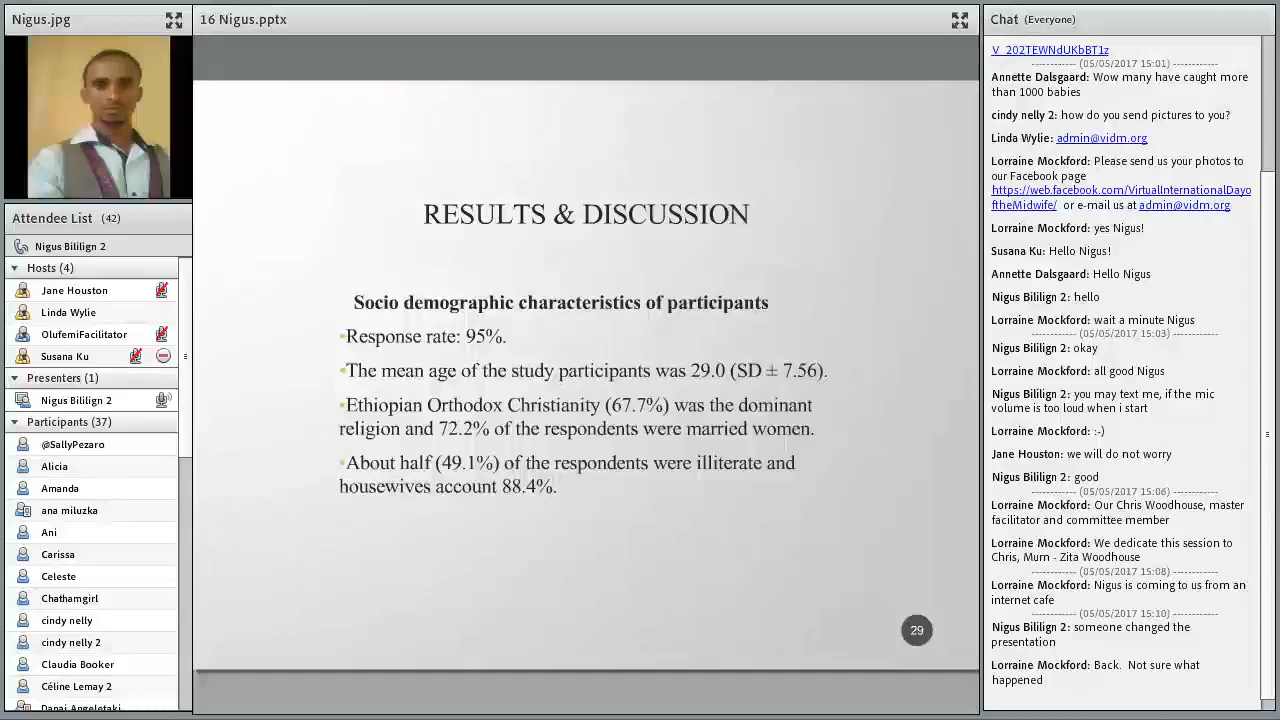 Nigus.jpg
16 Nigus.pptx
Attendee List (42)
Nigus Bililign 2
Hosts (4)
Jane Houston
Linda Wylie
OlufemiFacilitator
Susana Ku
Presenters (1)
Nigus Bililign 2
Participants (37)
@SallyPezaro
Alicia
Amanda
ana miluzka
Ani
Carissa
Celeste
Chathamgirl
cindy nelly
cindy nelly 2
Claudia Booker
Céline Lemay 2
Danai Angeletaki
RESULTS & DISCUSSION
Socio demographic characteristics of participants
Response rate: 95%.
The mean age of the study participants was 29.0 (SD ± 7.56).
Ethiopian Orthodox Christianity (67.7%) was the dominant
religion and 72.2% of the respondents were married women.
About half (49.1%) of the respondents were illiterate and
housewives account 88.4%.
29
Chat (Everyone)
V_202TEWNdUKbBT1z
------------ (05/05/2017 15:01) ------------
Annette Dalsgaard: Wow many have caught more
than 1000 babies
cindy nelly 2: how do you send pictures to you?
Linda Wylie: admin@vidm.org
Lorraine Mockford: Please send us your photos to
our Facebook page
https://web.facebook.com/VirtualInternationalDayo
ftheMidwife/ or e-mail us at admin@vidm.org
Lorraine Mockford: yes Nigus!
Susana Ku: Hello Nigus!
Annette Dalsgaard: Hello Nigus
Nigus Bililign 2: hello
Lorraine Mockford: wait a minute Nigus
------------ (05/05/2017 15:03) ------------
Nigus Bililign 2: okay
Lorraine Mockford: all good Nigus
Nigus Bililign 2: you may text me, if the mic
volume is too loud when i start
Lorraine Mockford: :-)
Jane Houston: we will do not worry
Nigus Bililign 2: good
------------ (05/05/2017 15:06) ------------
Lorraine Mockford: Our Chris Woodhouse, master
facilitator and committee member
Lorraine Mockford: We dedicate this session to
Chris, Mum - Zita Woodhouse
------------ (05/05/2017 15:08) ------------
Lorraine Mockford: Nigus is coming to us from an
internet cafe
------------ (05/05/2017 15:10) ------------
Nigus Bililign 2: someone changed the
presentation
Lorraine Mockford: Back. Not sure what
happened